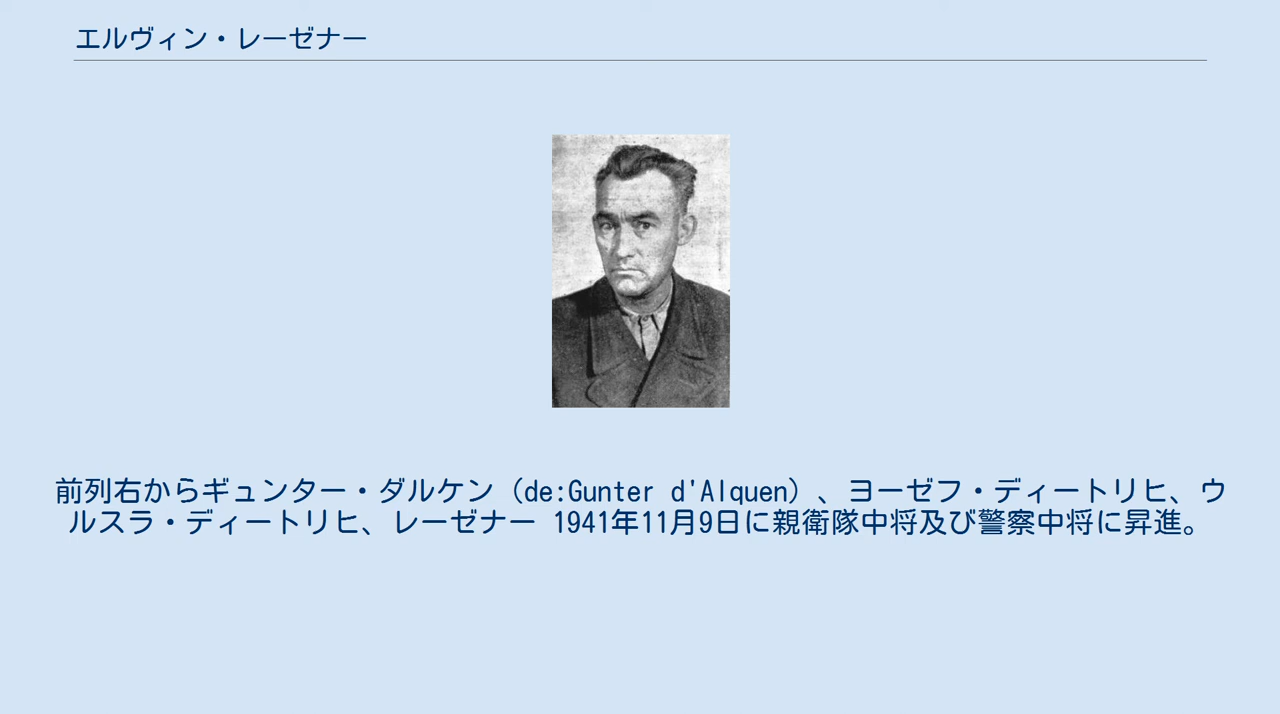 エルヴィン・レーゼナー
前列右からギュンター・ダルケン（de:Gunter d'Alquen）、ヨーゼフ・ディートリヒ、ウ
ルスラ・ディートリヒ、レーゼナー 1941年11月9日に親衛隊中将及び警察中将に昇進。